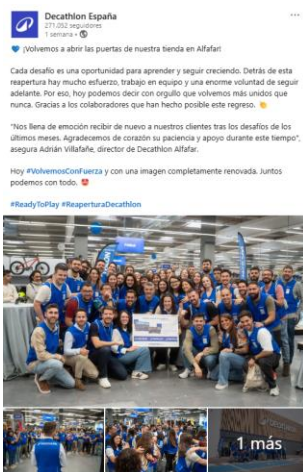 Decathlon España
271.052 seguidores
1 semana •
💙 ¡Volvemos a abrir las puertas de nuestra tienda en Alfafar!
Cada desafío es una oportunidad para aprender y seguir creciendo. Detrás de esta
reapertura hay mucho esfuerzo, trabajo en equipo y una enorme voluntad de seguir
adelante. Por eso, hoy podemos decir con orgullo que volvemos más unidos que
nunca. Gracias a los colaboradores que han hecho posible este regreso. 👏
"Nos llena de emoción recibir de nuevo a nuestros clientes tras los desafíos de los
últimos meses. Agradecemos de corazón su paciencia y apoyo durante este tiempo",
asegura Adrián Villafañe, director de Decathlon Alfafar.
Hoy #VolvemosConFuerza y con una imagen completamente renovada. Juntos
podemos con todo.
#ReadyToPlay #ReaperturaDecathlon
1 más